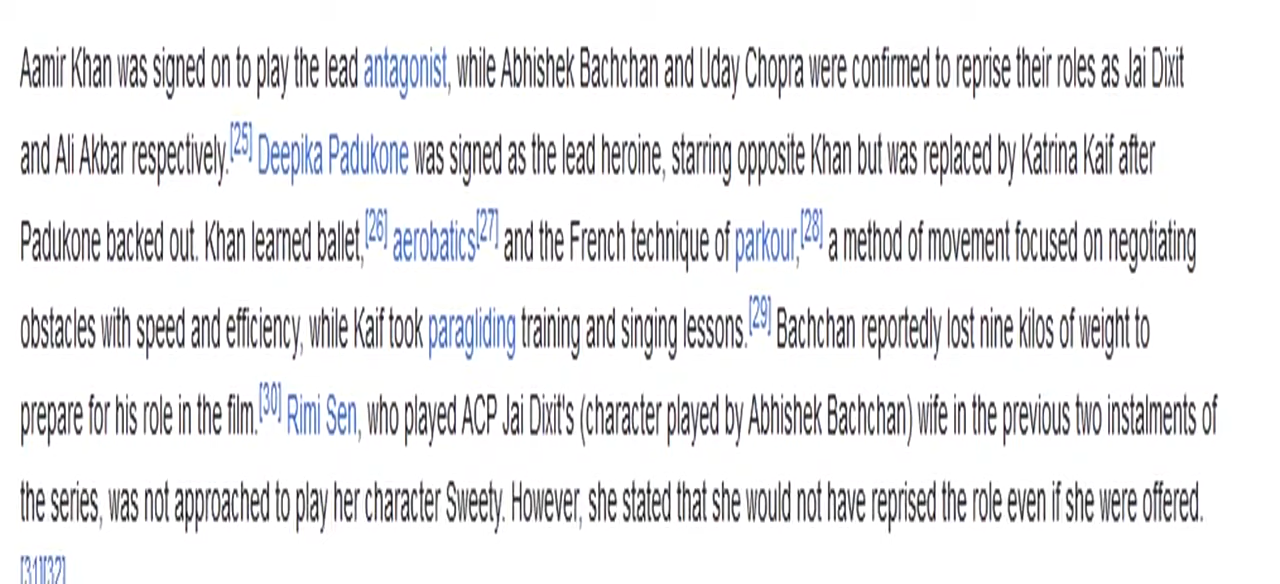 Aamir Khan was signed on to play the lead antagonist, while Abhishek Bachchan and Uday Chopra were confirmed to reprise their roles as Jai Dixit
and Ali Akbar respectively.[25] Deepika Padukone was signed as the lead heroine, starring opposite Khan but was replaced by Katrina Kaif after
Padukone backed out. Khan learned ballet,[26] aerobatics[27] and the French technique of parkour,[28] a method of movement focused on negotiating
obstacles with speed and efficiency, while Kaif took paragliding training and singing lessons.[29] Bachchan reportedly lost nine kilos of weight to
prepare for his role in the film.[30] Rimi Sen, who played ACP Jai Dixit's (character played by Abhishek Bachchan) wife in the previous two instalments of
the series, was not approached to play her character Sweety. However, she stated that she would not have reprised the role even if she were offered.
[31][32]